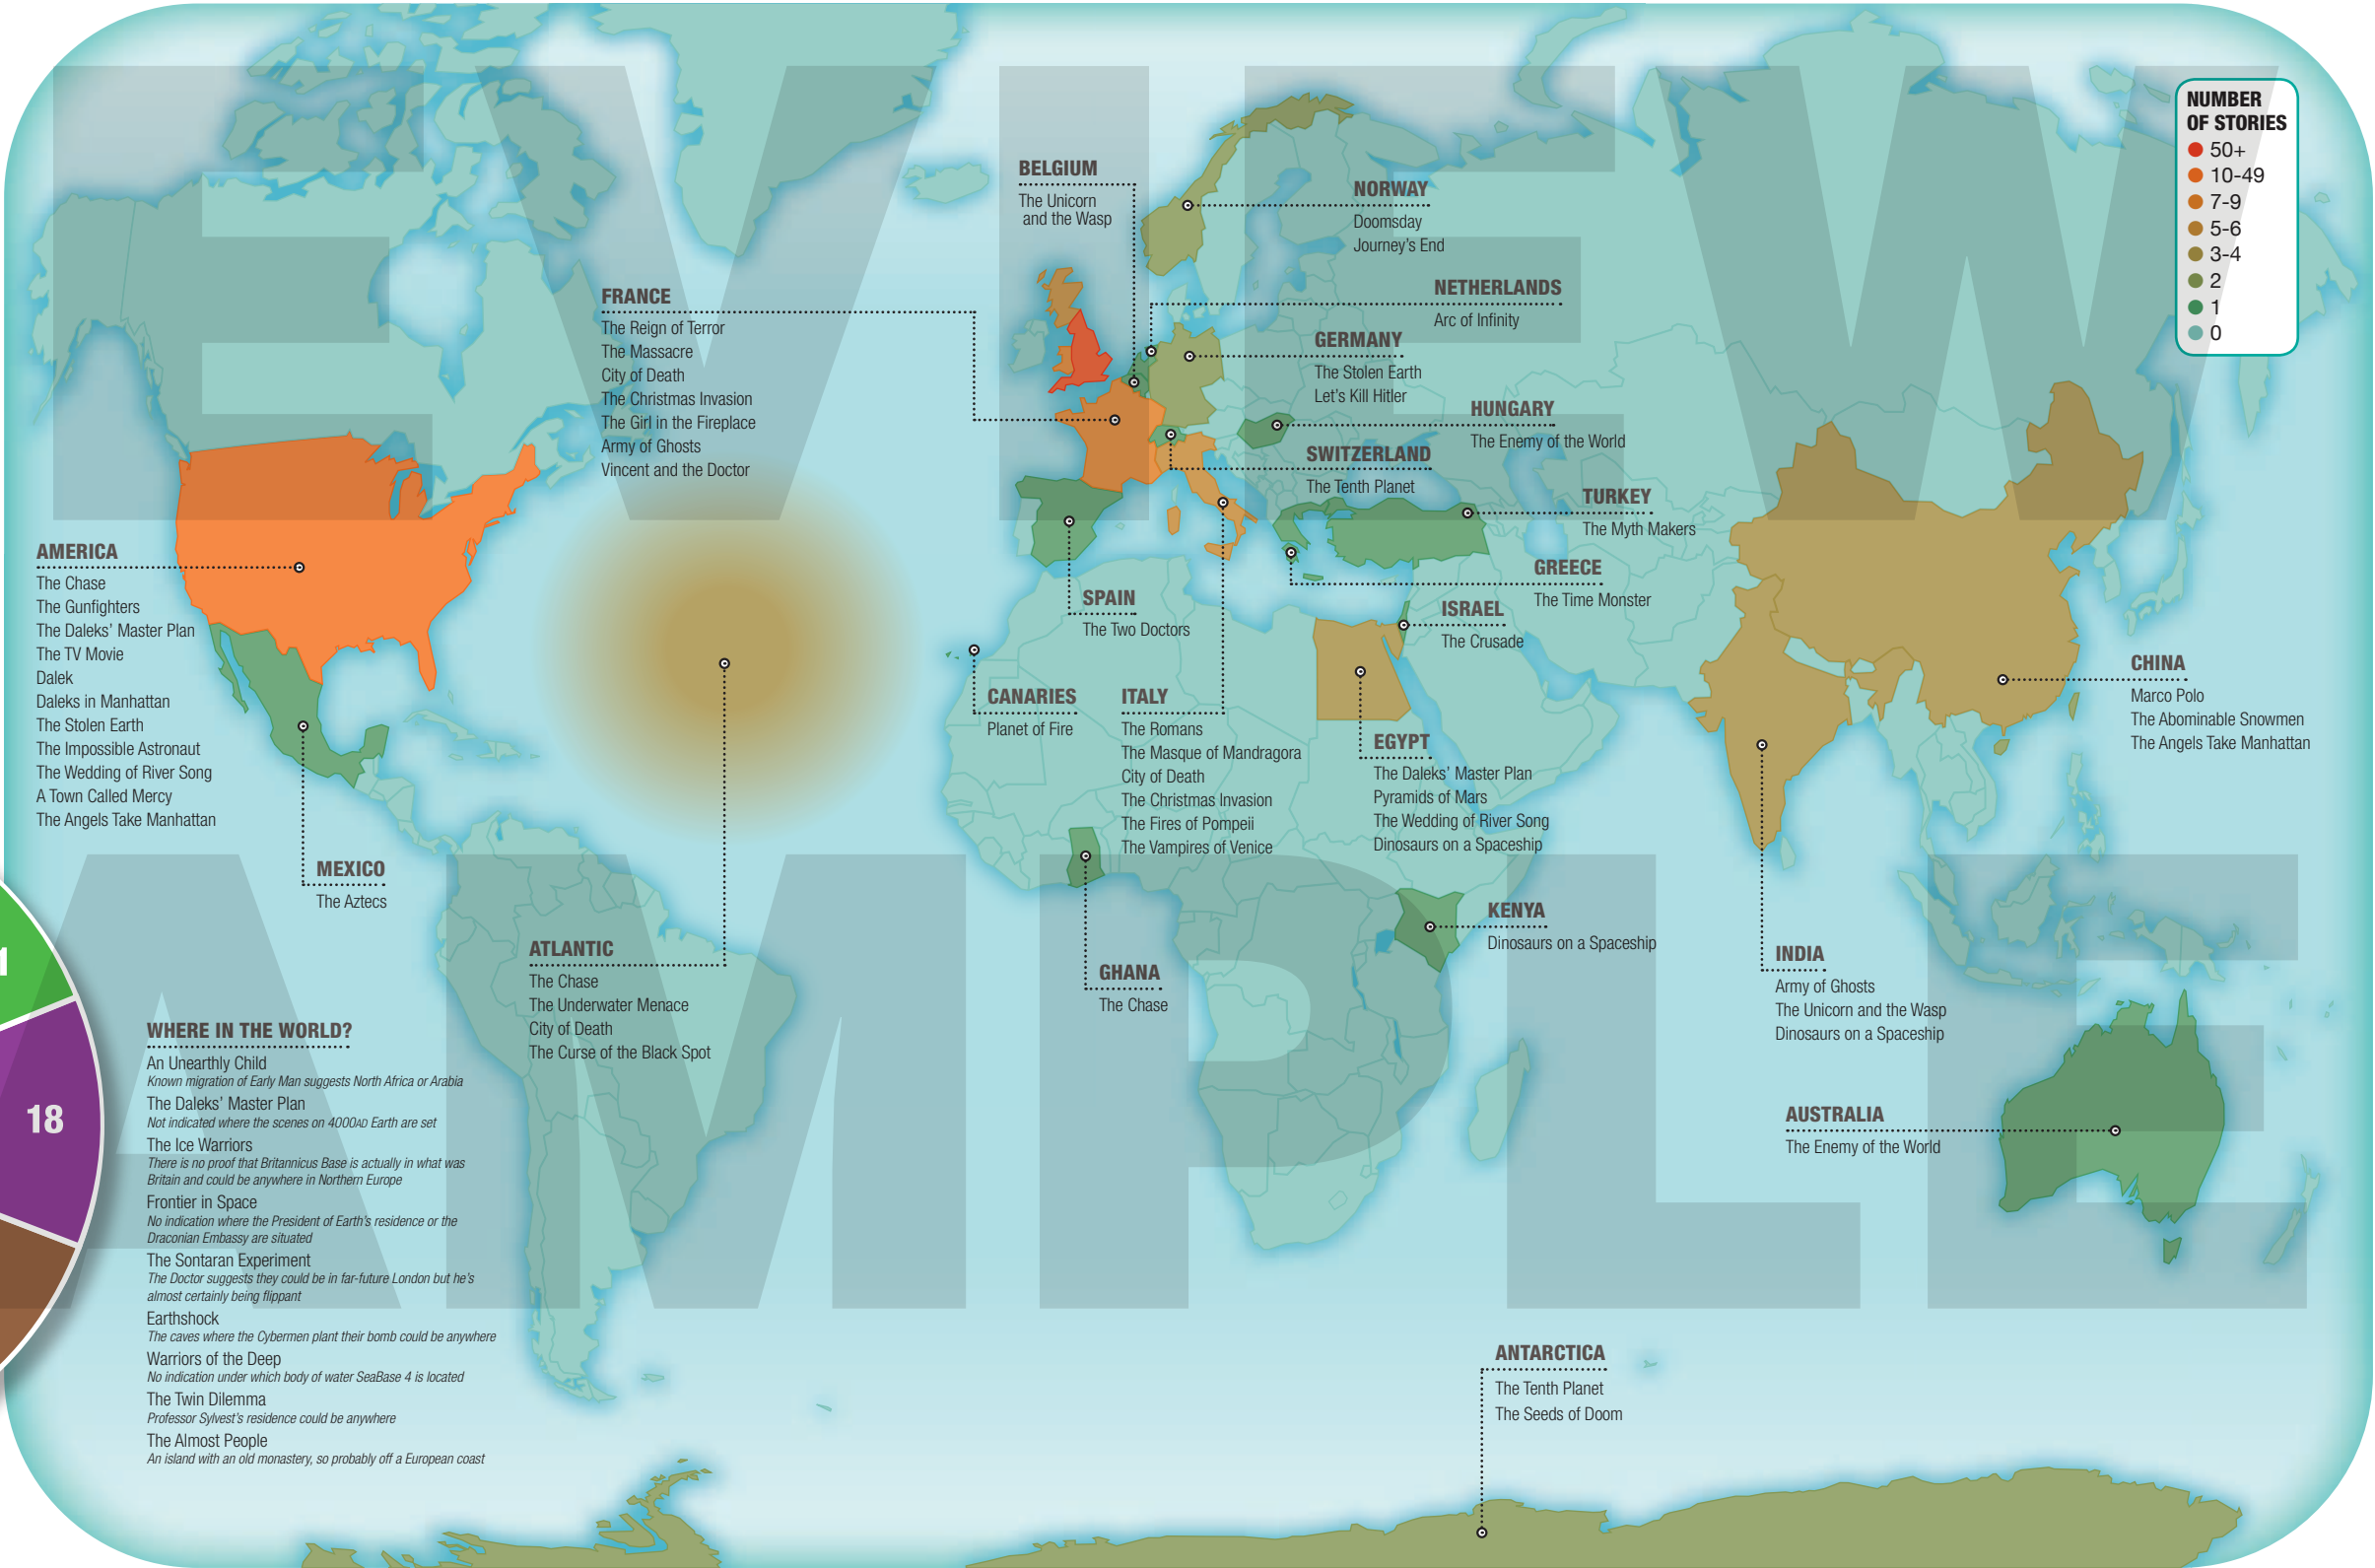 EVIEW
AMPLE
NUMBER
OF STORIES
50+
10-49
7-9
5-6
3-4
2
1
0
BELGIUM
The Unicorn
and the Wasp
NORWAY
Doomsday
Journey's End
NETHERLANDS
Arc of Infinity
FRANCE
The Reign of Terror
The Massacre
City of Death
The Christmas Invasion
The Girl in the Fireplace
Army of Ghosts
Vincent and the Doctor
GERMANY
The Stolen Earth
Let's Kill Hitler
HUNGARY
The Enemy of the World
SWITZERLAND
The Tenth Planet
TURKEY
The Myth Makers
GREECE
The Time Monster
AMERICA
The Chase
The Gunfighters
The Daleks' Master Plan
The TV Movie
Dalek
Daleks in Manhattan
The Stolen Earth
The Impossible Astronaut
The Wedding of River Song
A Town Called Mercy
The Angels Take Manhattan
SPAIN
The Two Doctors
ISRAEL
The Crusade
CANARIES
Planet of Fire
ITALY
The Romans
The Masque of Mandragora
City of Death
The Christmas Invasion
The Fires of Pompeii
The Vampires of Venice
EGYPT
The Daleks' Master Plan
Pyramids of Mars
The Wedding of River Song
Dinosaurs on a Spaceship
CHINA
Marco Polo
The Abominable Snowmen
The Angels Take Manhattan
MEXICO
The Aztecs
ATLANTIC
The Chase
The Underwater Menace
City of Death
The Curse of the Black Spot
GHANA
The Chase
KENYA
Dinosaurs on a Spaceship
INDIA
Army of Ghosts
The Unicorn and the Wasp
Dinosaurs on a Spaceship
AUSTRALIA
The Enemy of the World
1
18
WHERE IN THE WORLD?
An Unearthly Child
Known migration of Early Man suggests North Africa or Arabia
The Daleks' Master Plan
Not indicated where the scenes on 4000AD Earth are set
The Ice Warriors
There is no proof that Britannicus Base is actually in what was
Britain and could be anywhere in Northern Europe
Frontier in Space
No indication where the President of Earth's residence or the
Draconian Embassy are situated
The Sontaran Experiment
The Doctor suggests they could be in far-future London but he's
almost certainly being flippant
Earthshock
The caves where the Cybermen plant their bomb could be anywhere
Warriors of the Deep
No indication under which body of water SeaBase 4 is located
The Twin Dilemma
Professor Sylvest's residence could be anywhere
The Almost People
An island with an old monastery, so probably off a European coast
ANTARCTICA
The Tenth Planet
The Seeds of Doom